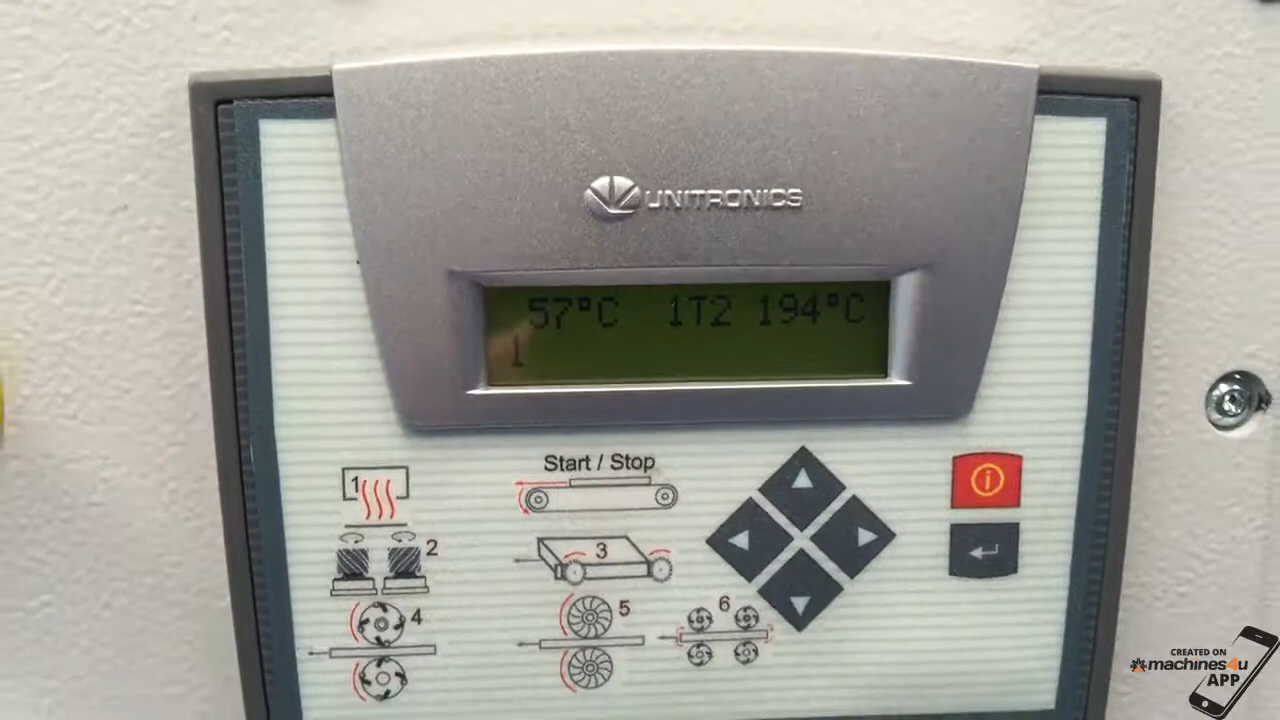 UNITRONICS
57°C 1T2 194°C
1
Start / Stop
1
2
3
4
5
6
CREATED ON
machines4u
APP